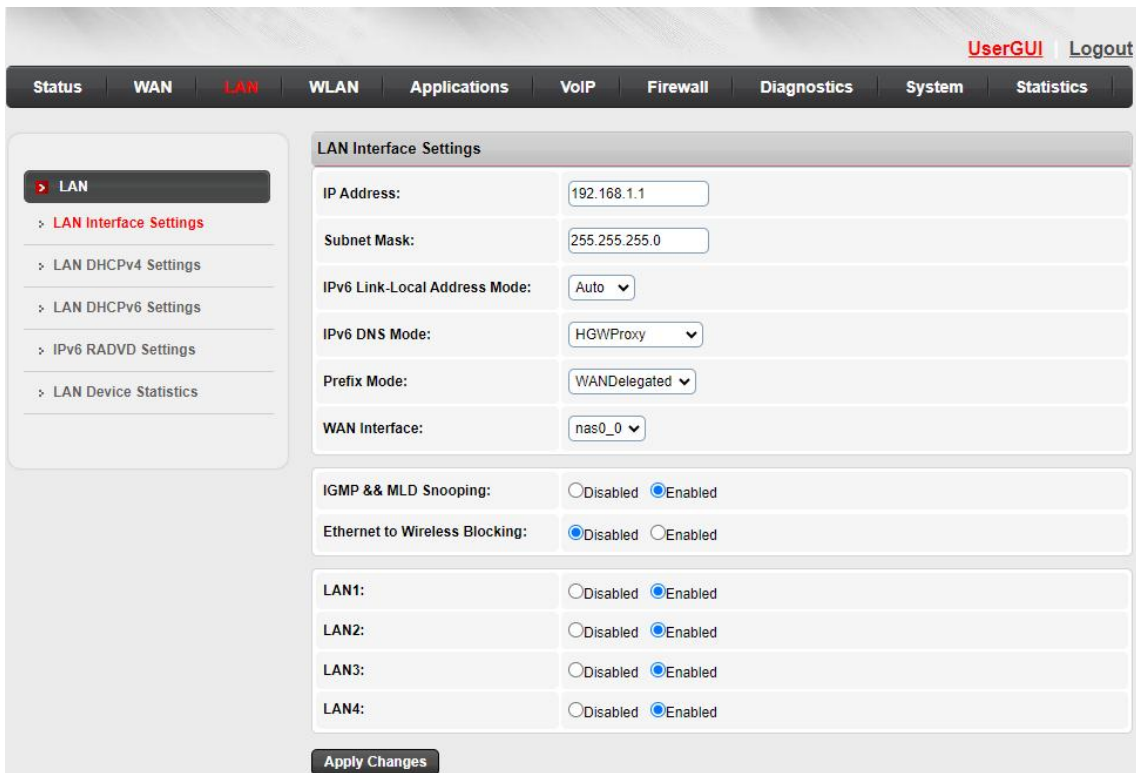 UserGUI Logout
Status WAN LAN WLAN Applications VoIP Firewall Diagnostics System Statistics
LAN
LAN Interface Settings
LAN DHCPv4 Settings
LAN DHCPv6 Settings
IPv6 RADVD Settings
LAN Device Statistics
LAN Interface Settings
IP Address: 192.168.1.1
Subnet Mask: 255.255.255.0
IPv6 Link-Local Address Mode: Auto
IPv6 DNS Mode: HGWProxy
Prefix Mode: WANDelegated
WAN Interface: nas0_0
IGMP && MLD Snooping: Disabled Enabled
Ethernet to Wireless Blocking: Disabled Enabled
LAN1: Disabled Enabled
LAN2: Disabled Enabled
LAN3: Disabled Enabled
LAN4: Disabled Enabled
Apply Changes